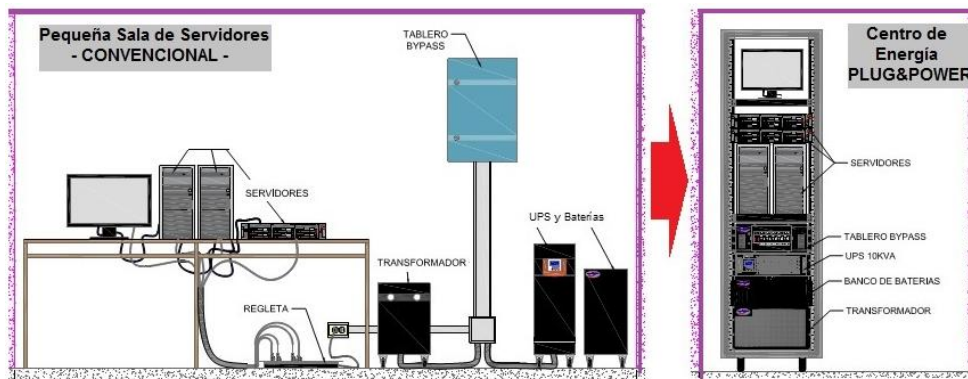 Pequeña Sala de Servidores
- CONVENCIONAL -
TABLERO
BYPASS
SERVIDORES
UPS y Baterías
TRANSFORMADOR
REGLETA
Centro de
Energía
PLUG&POWER
SERVIDORES
TABLERO BYPASS
UPS 10KVA
BANCO DE BATERIAS
TRANSFORMADOR